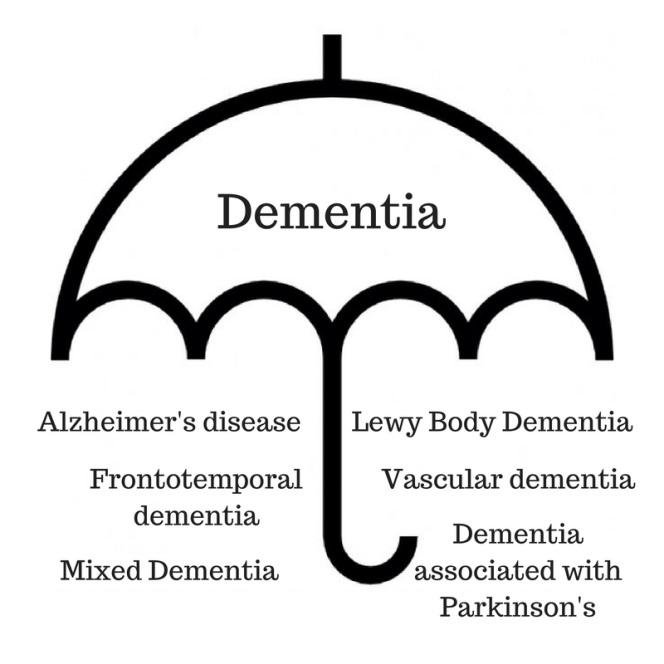 Dementia
Alzheimer's disease
Frontotemporal
dementia
Mixed Dementia
Lewy Body Dementia
Vascular dementia
Dementia
associated with
Parkinson's